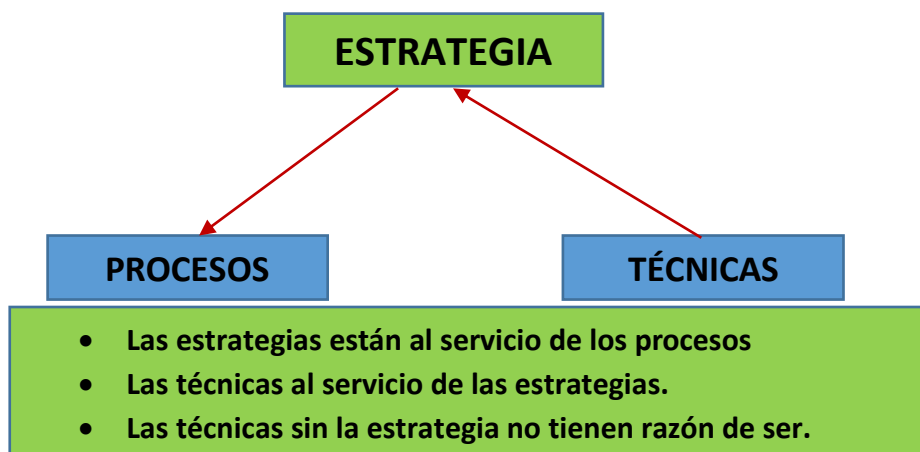 ESTRATEGIA
PROCESOS
TÉCNICAS
• Las estrategias están al servicio de los procesos
• Las técnicas al servicio de las estrategias.
• Las técnicas sin la estrategia no tienen razón de ser.